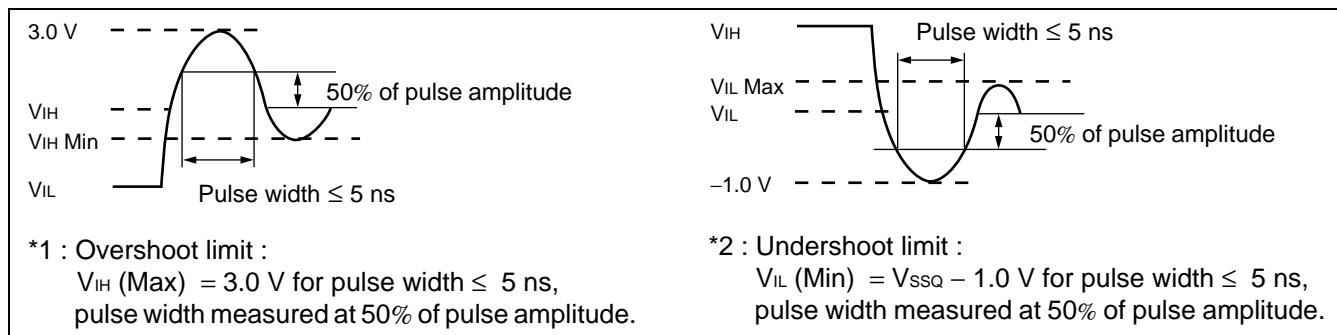 3.0 V
50% of pulse amplitude
VIH
VIH Min
VIL
Pulse width ≤ 5 ns
*1 : Overshoot limit :
VIH (Max) = 3.0 V for pulse width ≤ 5 ns,
pulse width measured at 50% of pulse amplitude.
VIH
Pulse width ≤ 5 ns
VIL Max
VIL
50% of pulse amplitude
–1.0 V
*2 : Undershoot limit :
VIL (Min) = VSSQ – 1.0 V for pulse width ≤ 5 ns,
pulse width measured at 50% of pulse amplitude.